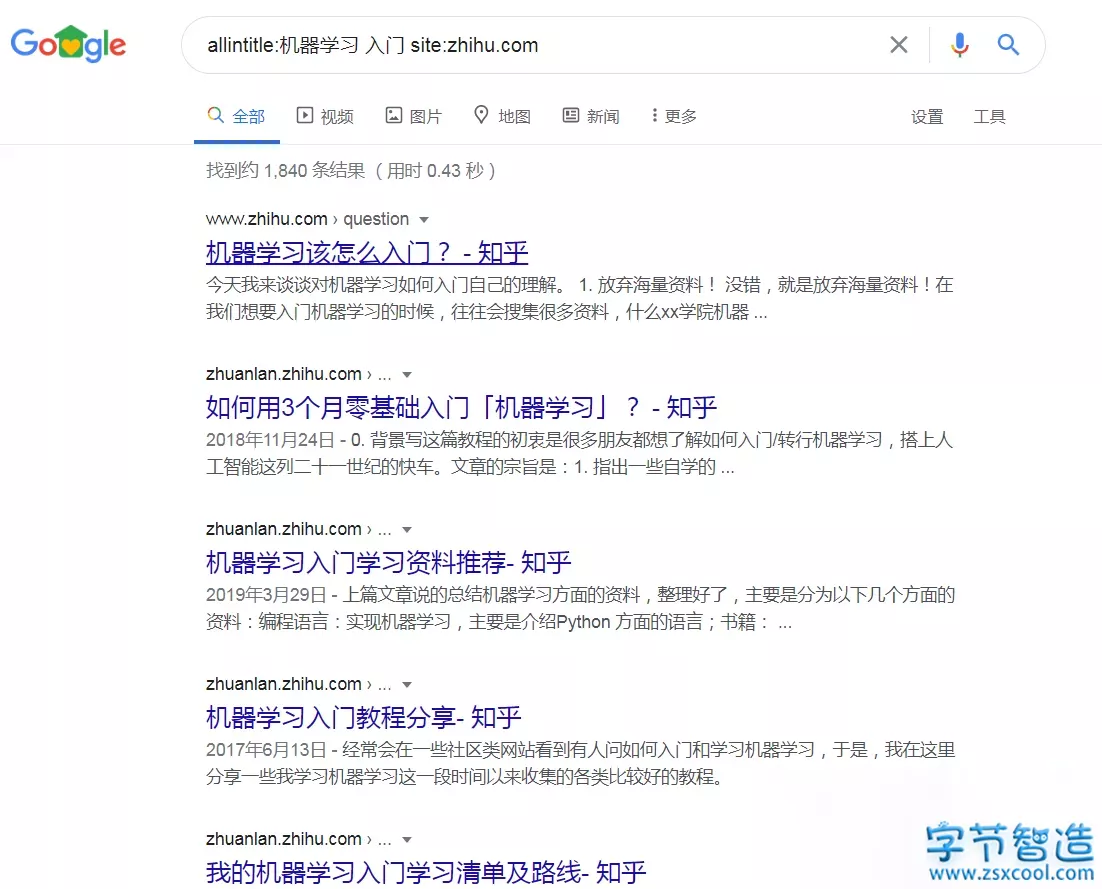 Google
allintitle:机器学习 入门 site:zhihu.com
全部 视频 图片 地图 新闻 更多 设置 工具
找到约 1,840 条结果 （用时 0.43 秒）
www.zhihu.com › question
机器学习该怎么入门？ - 知乎
今天我来谈谈对机器学习如何入门自己的理解。 1. 放弃海量资料！ 没错，就是放弃海量资料！在
我们想要入门机器学习的时候，往往会搜集很多资料，什么xx学院机器 ...
zhuanlan.zhihu.com › ...
如何用3个月零基础入门「机器学习」 ？ - 知乎
2018年11月24日 - 0. 背景写这篇教程的初衷是很多朋友都想了解如何入门/转行机器学习，搭上人
工智能这列二十一世纪的快车。文章的宗旨是：1. 指出一些自学的 ...
zhuanlan.zhihu.com › ...
机器学习入门学习资料推荐- 知乎
2019年3月29日 - 上篇文章说的总结机器学习方面的资料，整理好了，主要是分为以下几个方面的
资料：编程语言：实现机器学习，主要是介绍Python 方面的语言；书籍： ...
zhuanlan.zhihu.com › ...
机器学习入门教程分享- 知乎
2017年6月13日 - 经常会在一些社区类网站看到有人问如何入门和学习机器学习，于是，我在这里
分享一些我学习机器学习这一段时间以来收集的各类比较好的教程。
zhuanlan.zhihu.com › ...
我的机器学习入门学习清单及路线- 知乎
字节智造
www.zsxcool.com